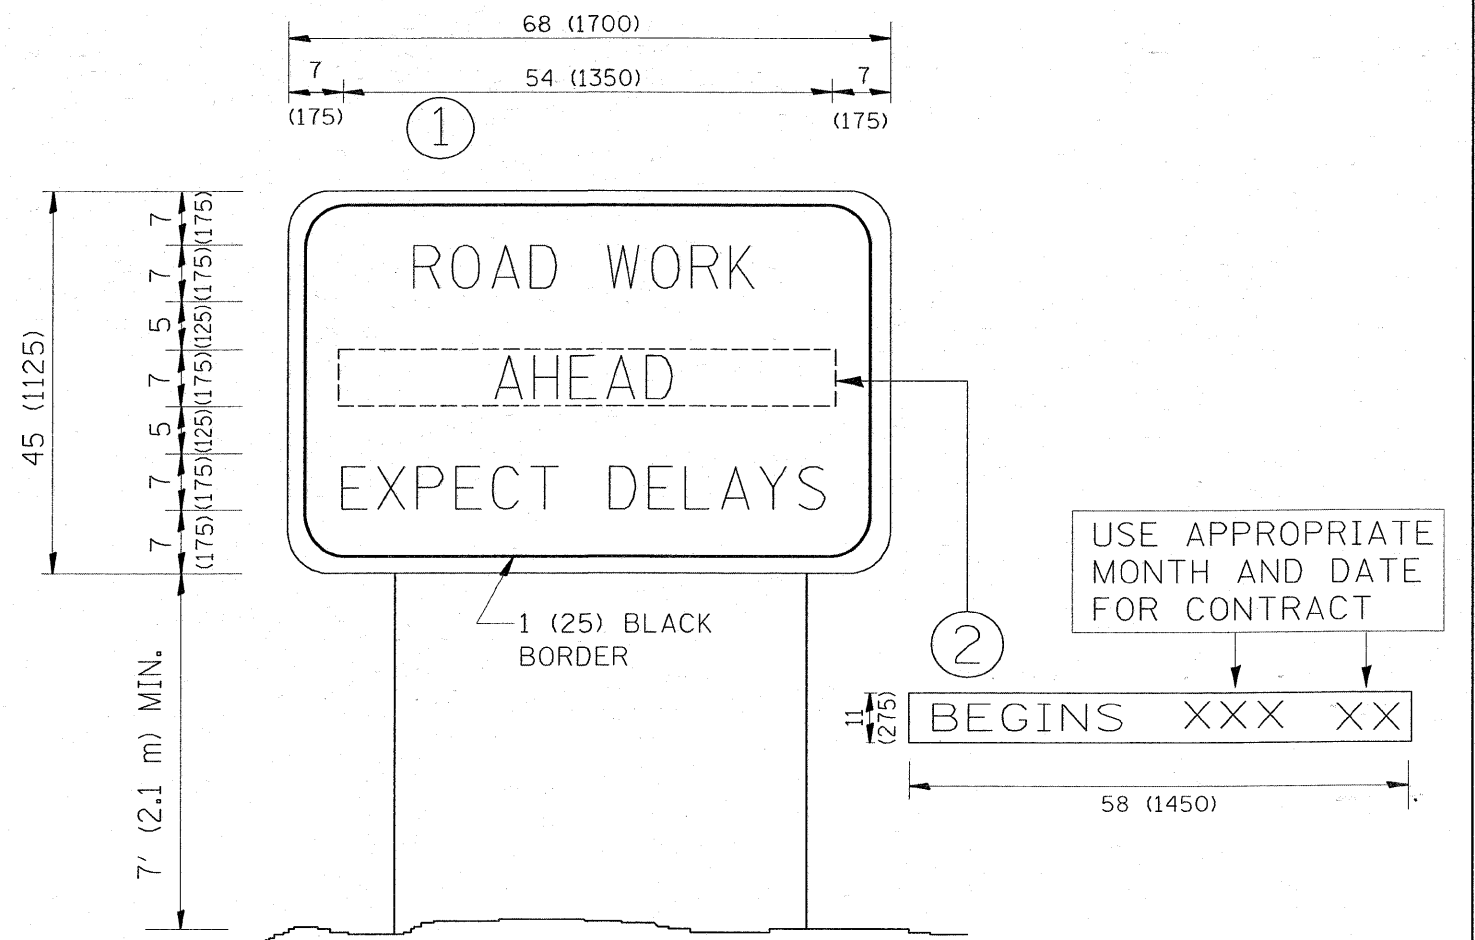 68 (1700)
7 54 (1350) 7
(175) (175)
1
7 (175)
7 (175)
5 (125)
7 (175)
5 (125)
7 (175)
7 (175)
45 (1125)
ROAD WORK
AHEAD
EXPECT DELAYS
1 (25) BLACK
BORDER
7' (2.1 m) MIN.
2
USE APPROPRIATE
MONTH AND DATE
FOR CONTRACT
11
(275)
BEGINS XXX XX
58 (1450)